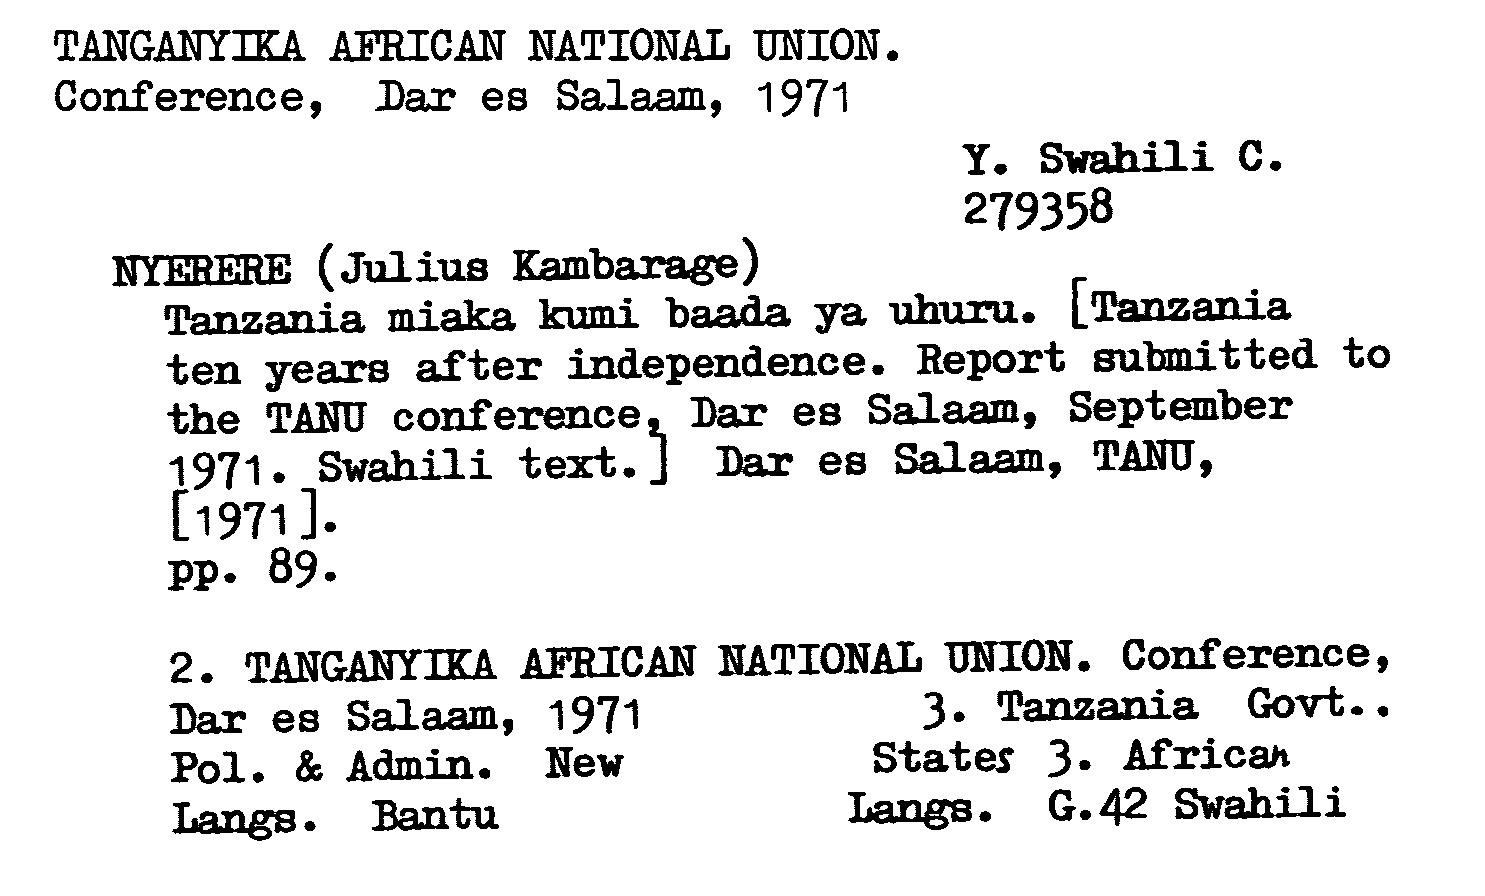 TANGANYIKA AFRICAN NATIONAL UNION.
Conference, Dar es Salaam, 1971
Y. Swahili C.
279358
NYERERE (Julius Kambarage)
Tanzania miaka kumi baada ya uhuru. [Tanzania
ten years after independence. Report submitted to
the TANU conference, Dar es Salaam, September
1971. Swahili text.] Dar es Salaam, TANU,
[1971].
pp. 89.
2. TANGANYIKA AFRICAN NATIONAL UNION. Conference,
Dar es Salaam, 1971 3. Tanzania Govt..
Pol. & Admin. New States 3. African
Langs. Bantu Langs. G.42 Swahili